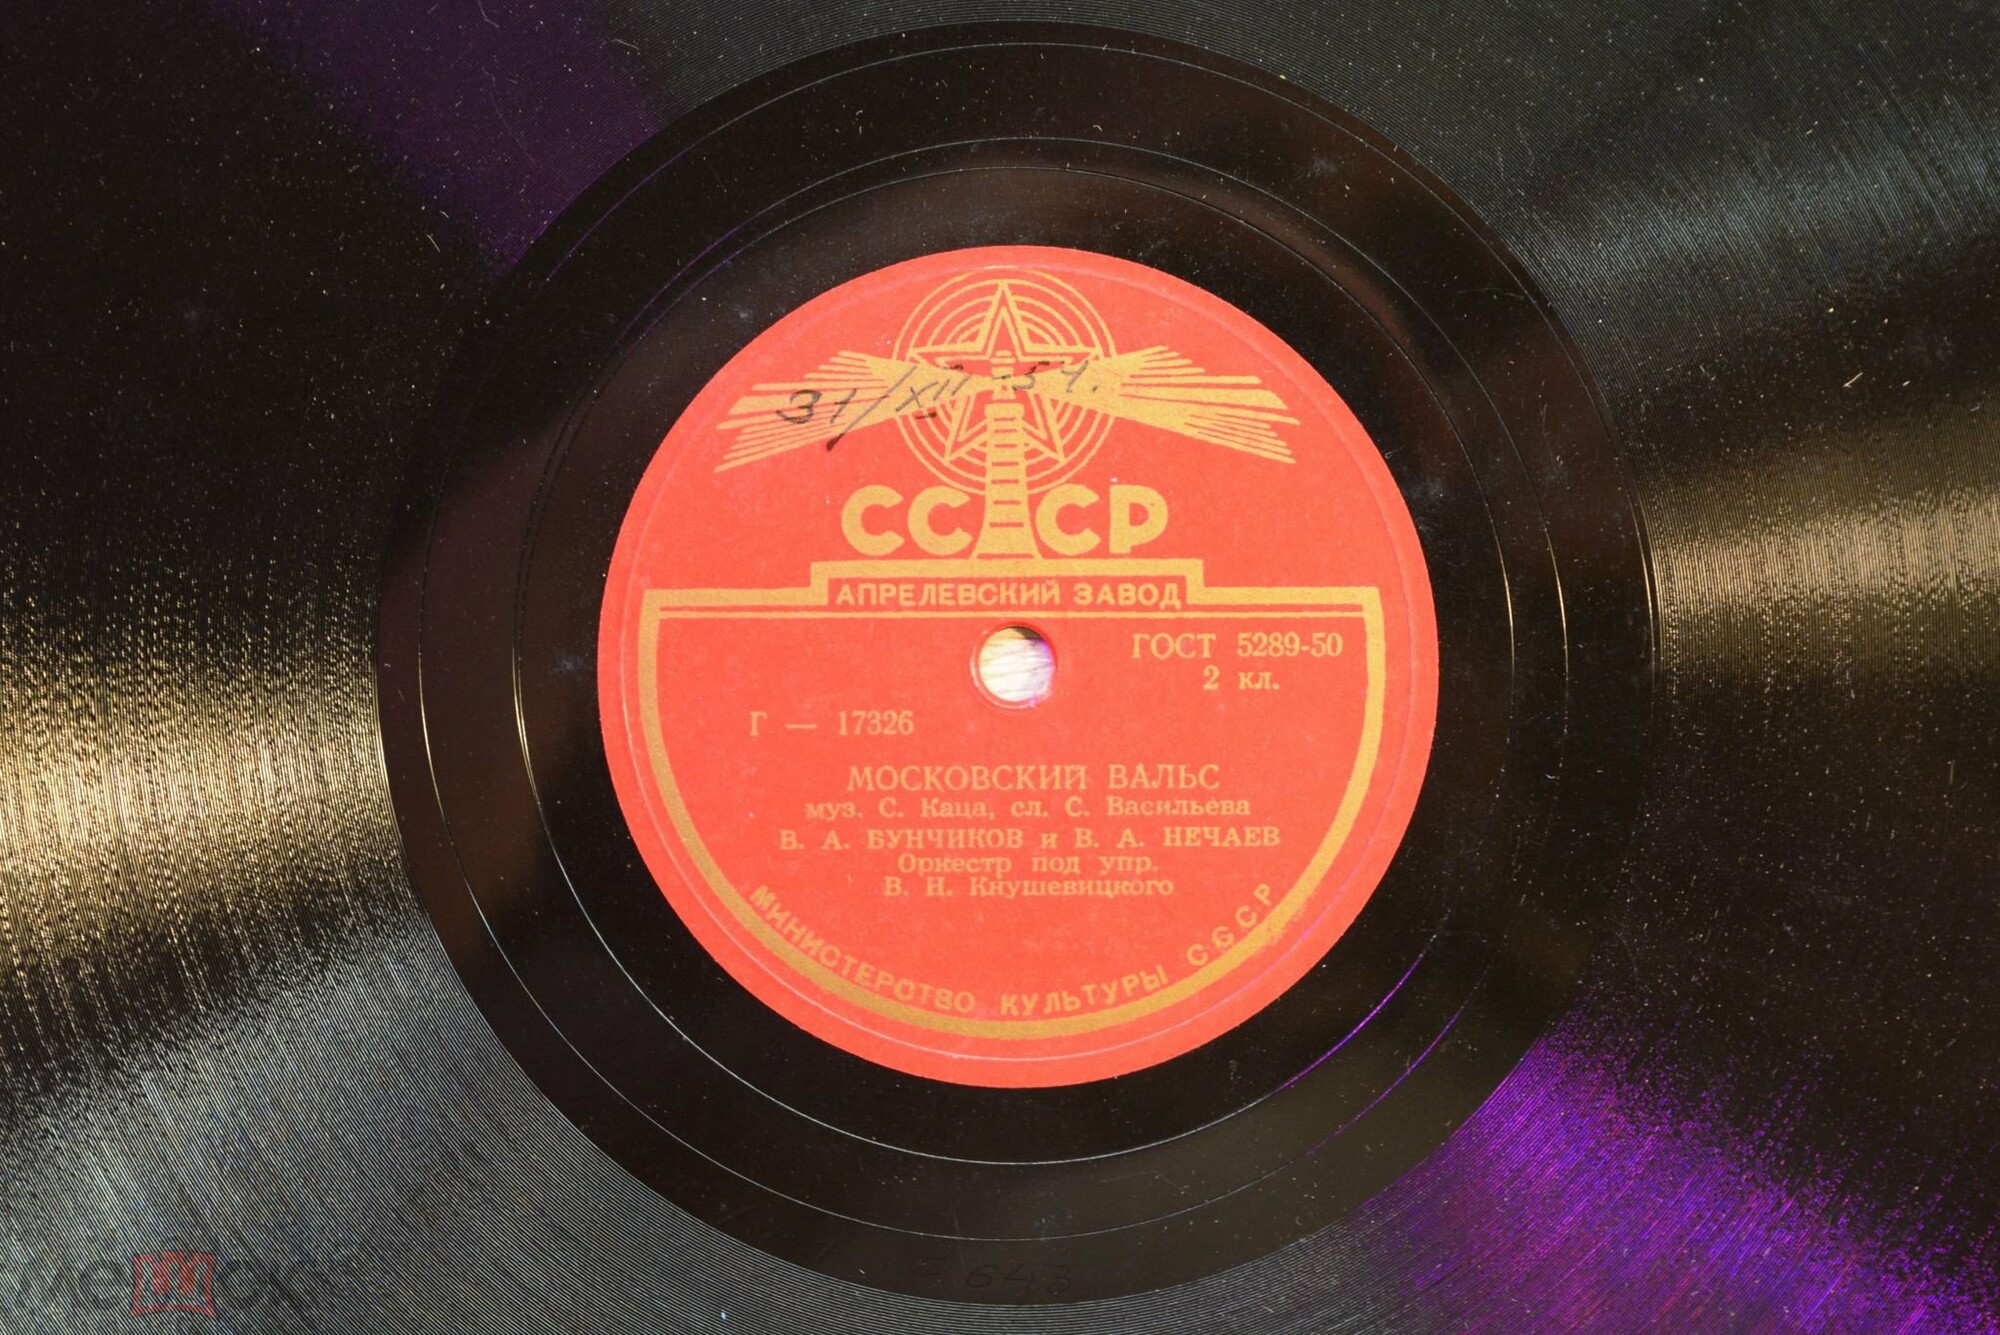 31/XII-54.
СССР
АПРЕЛЕВСКИЙ ЗАВОД
ГОСТ 5289-50
2 кл.
Г — 17326
МОСКОВСКИЙ ВАЛЬС
муз. С. Каца, сл. С. Васильева
В. А. БУНЧИКОВ и В. А. НЕЧАЕВ
Оркестр под упр.
В. Н. Кнушевицкого
МИНИСТЕРСТВО КУЛЬТУРЫ СССР
мешок